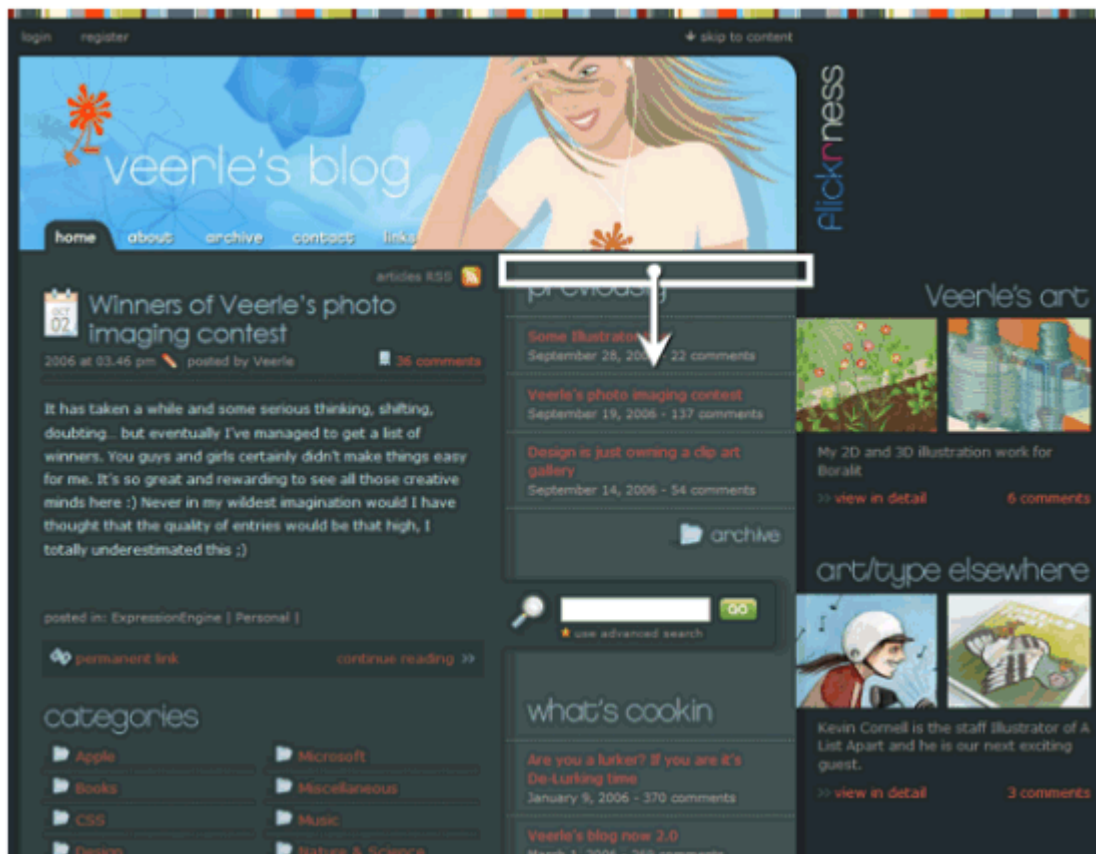 login register
skip to content
flickrness
veerle's blog
home about archive contact links
articles RSS
OCT
02
Winners of Veerle's photo
imaging contest
2006 at 03.46 pm posted by Veerle 36 comments
It has taken a while and some serious thinking, shifting,
doubting... but eventually I've managed to get a list of
winners. You guys and girls certainly didn't make things easy
for me. It's so great and rewarding to see all those creative
minds here :) Never in my wildest imagination would I have
thought that the quality of entries would be that high, I
totally underestimated this ;)
posted in: ExpressionEngine | Personal |
permanent link continue reading >>
categories
Apple Microsoft
Books Miscellaneous
CSS Music
Design Nature & Science
previously
Some Illustrator
September 28, 2006 - 22 comments
Veerle's photo imaging contest
September 19, 2006 - 137 comments
Design is just owning a clip art
gallery
September 14, 2006 - 54 comments
archive
GO
use advanced search
what's cookin
Are you a lurker? If you are it's
De-Lurking time
January 9, 2006 - 370 comments
Veerle's blog now 2.0
Veerle's art
My 2D and 3D illustration work for
Boralit
>> view in detail 6 comments
art/type elsewhere
Kevin Cornell is the staff Illustrator of A
List Apart and he is our next exciting
guest.
>> view in detail 3 comments